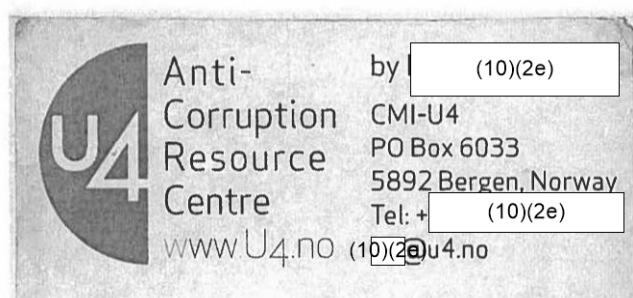 U4
Anti-
Corruption
Resource
Centre
www.U4.no
by (10)(2e)
CMI-U4
PO Box 6033
5892 Bergen, Norway
Tel: + (10)(2e)
(10)(2e)@u4.no